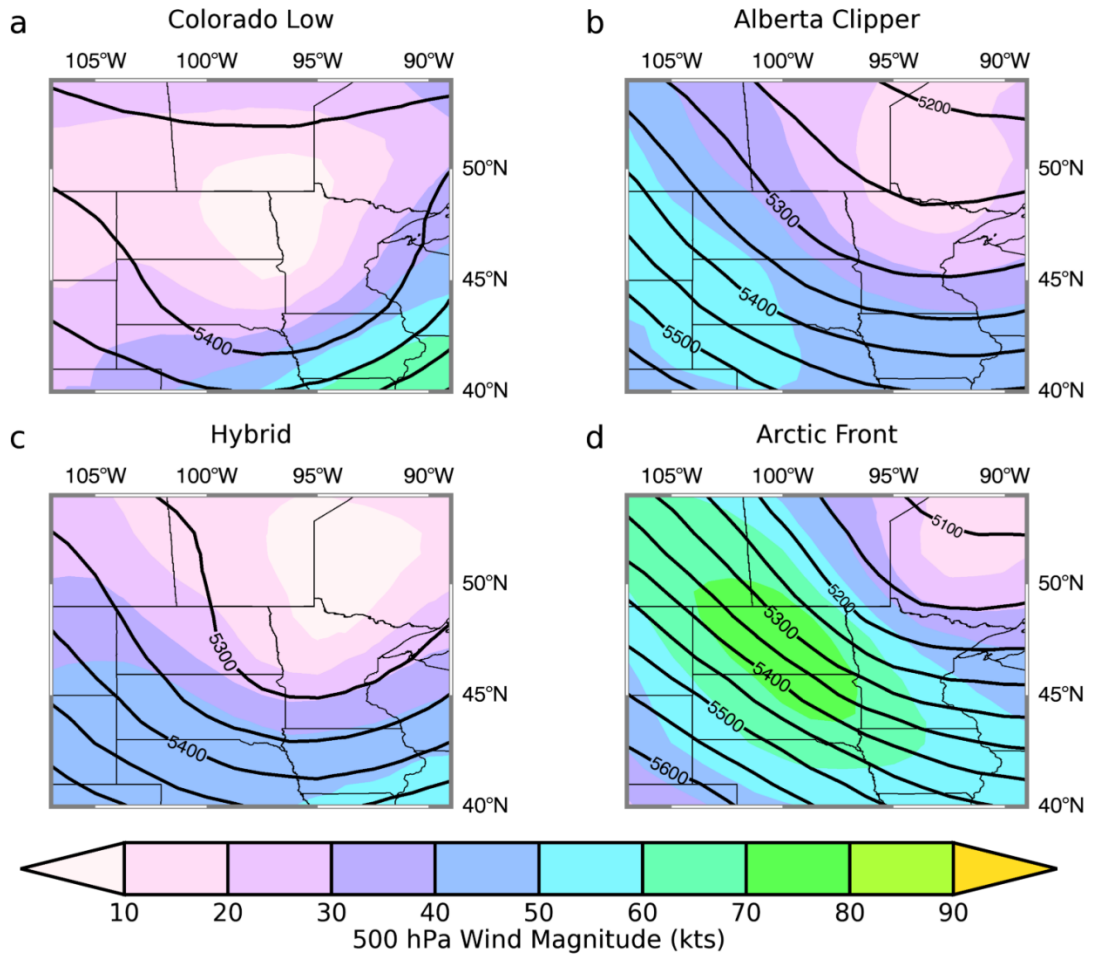 a Colorado Low
105°W 100°W 95°W 90°W
50°N
45°N
40°N
5400
b Alberta Clipper
105°W 100°W 95°W 90°W
50°N
45°N
40°N
5200
5300
5400
5500
c Hybrid
105°W 100°W 95°W 90°W
50°N
45°N
40°N
5300
5400
d Arctic Front
105°W 100°W 95°W 90°W
50°N
45°N
40°N
5100
5200
5300
5400
5500
5600
10 20 30 40 50 60 70 80 90
500 hPa Wind Magnitude (kts)